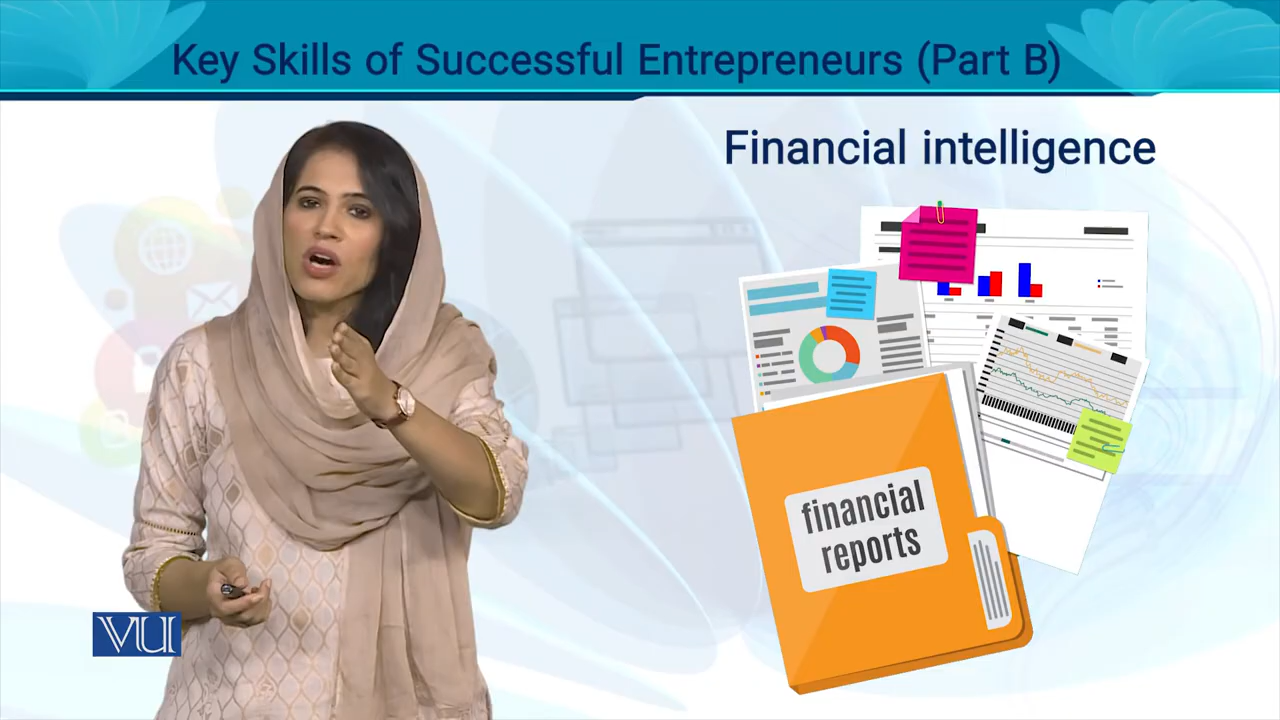 Key Skills of Successful Entrepreneurs (Part B)
Financial intelligence
financial
reports
VU